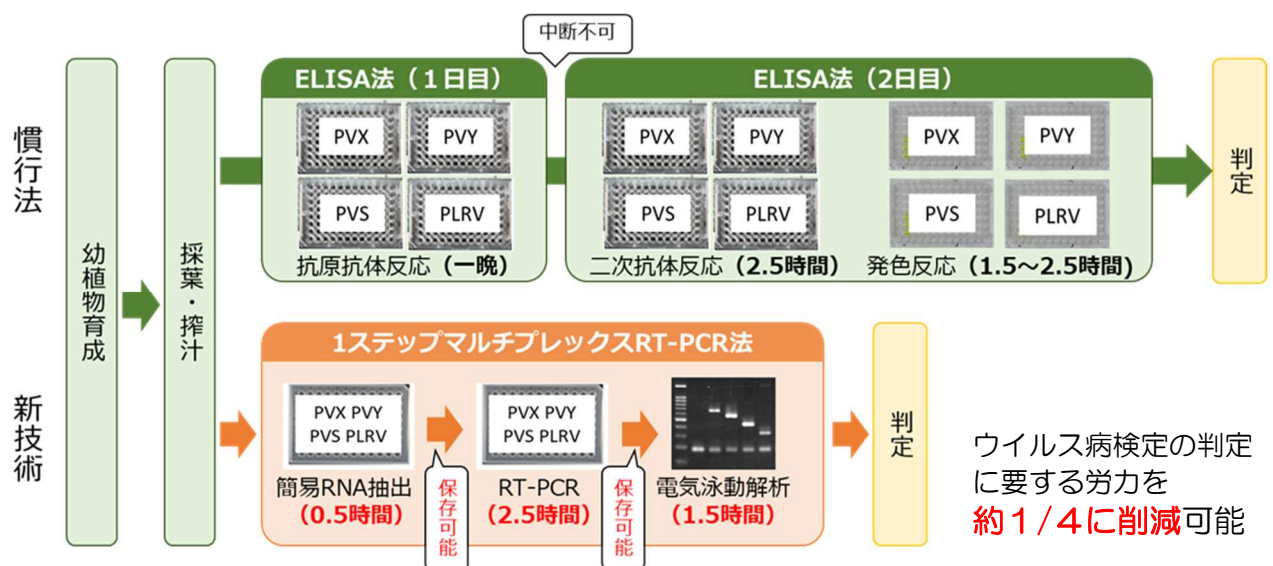 中断不可
慣行法
幼植物育成
採葉・搾汁
ELISA法（１日目）
PVX
PVY
PVS
PLRV
抗原抗体反応（一晩）
ELISA法（2日目）
PVX
PVY
PVS
PLRV
二次抗体反応（2.5時間）
PVX
PVY
PVS
PLRV
発色反応（1.5～2.5時間)
判定
新技術
1ステップマルチプレックスRT-PCR法
PVX PVY
PVS PLRV
簡易RNA抽出
（0.5時間）
保存可能
PVX PVY
PVS PLRV
RT-PCR
（2.5時間）
保存可能
電気泳動解析
（1.5時間）
判定
ウイルス病検定の判定
に要する労力を
約１/４に削減可能